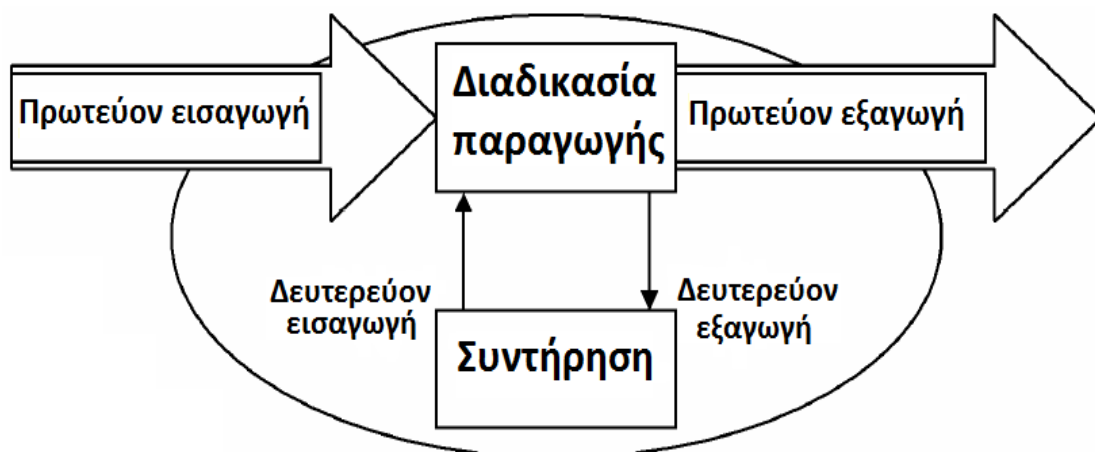 Πρωτεύον εισαγωγή
Διαδικασία
παραγωγής
Πρωτεύον εξαγωγή
Δευτερεύον
εισαγωγή
Δευτερεύον
εξαγωγή
Συντήρηση